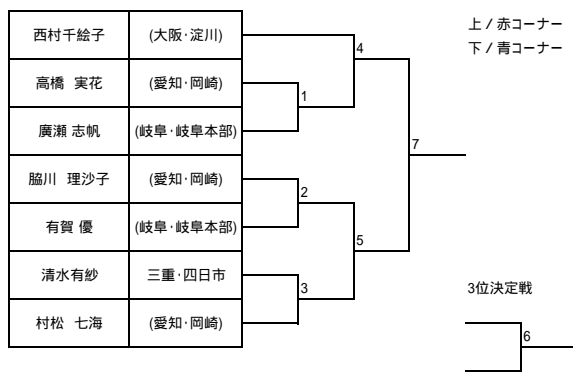 西村千絵子 (大阪･淀川)
高橋 実花 (愛知･岡崎)
廣瀬 志帆 (岐阜･岐阜本部)
脇川 理沙子 (愛知･岡崎)
有賀 優 (岐阜･岐阜本部)
清水有紗 三重･四日市
村松 七海 (愛知･岡崎)
1
2
3
4
5
7
上 / 赤コーナー
下 / 青コーナー
3位決定戦
6